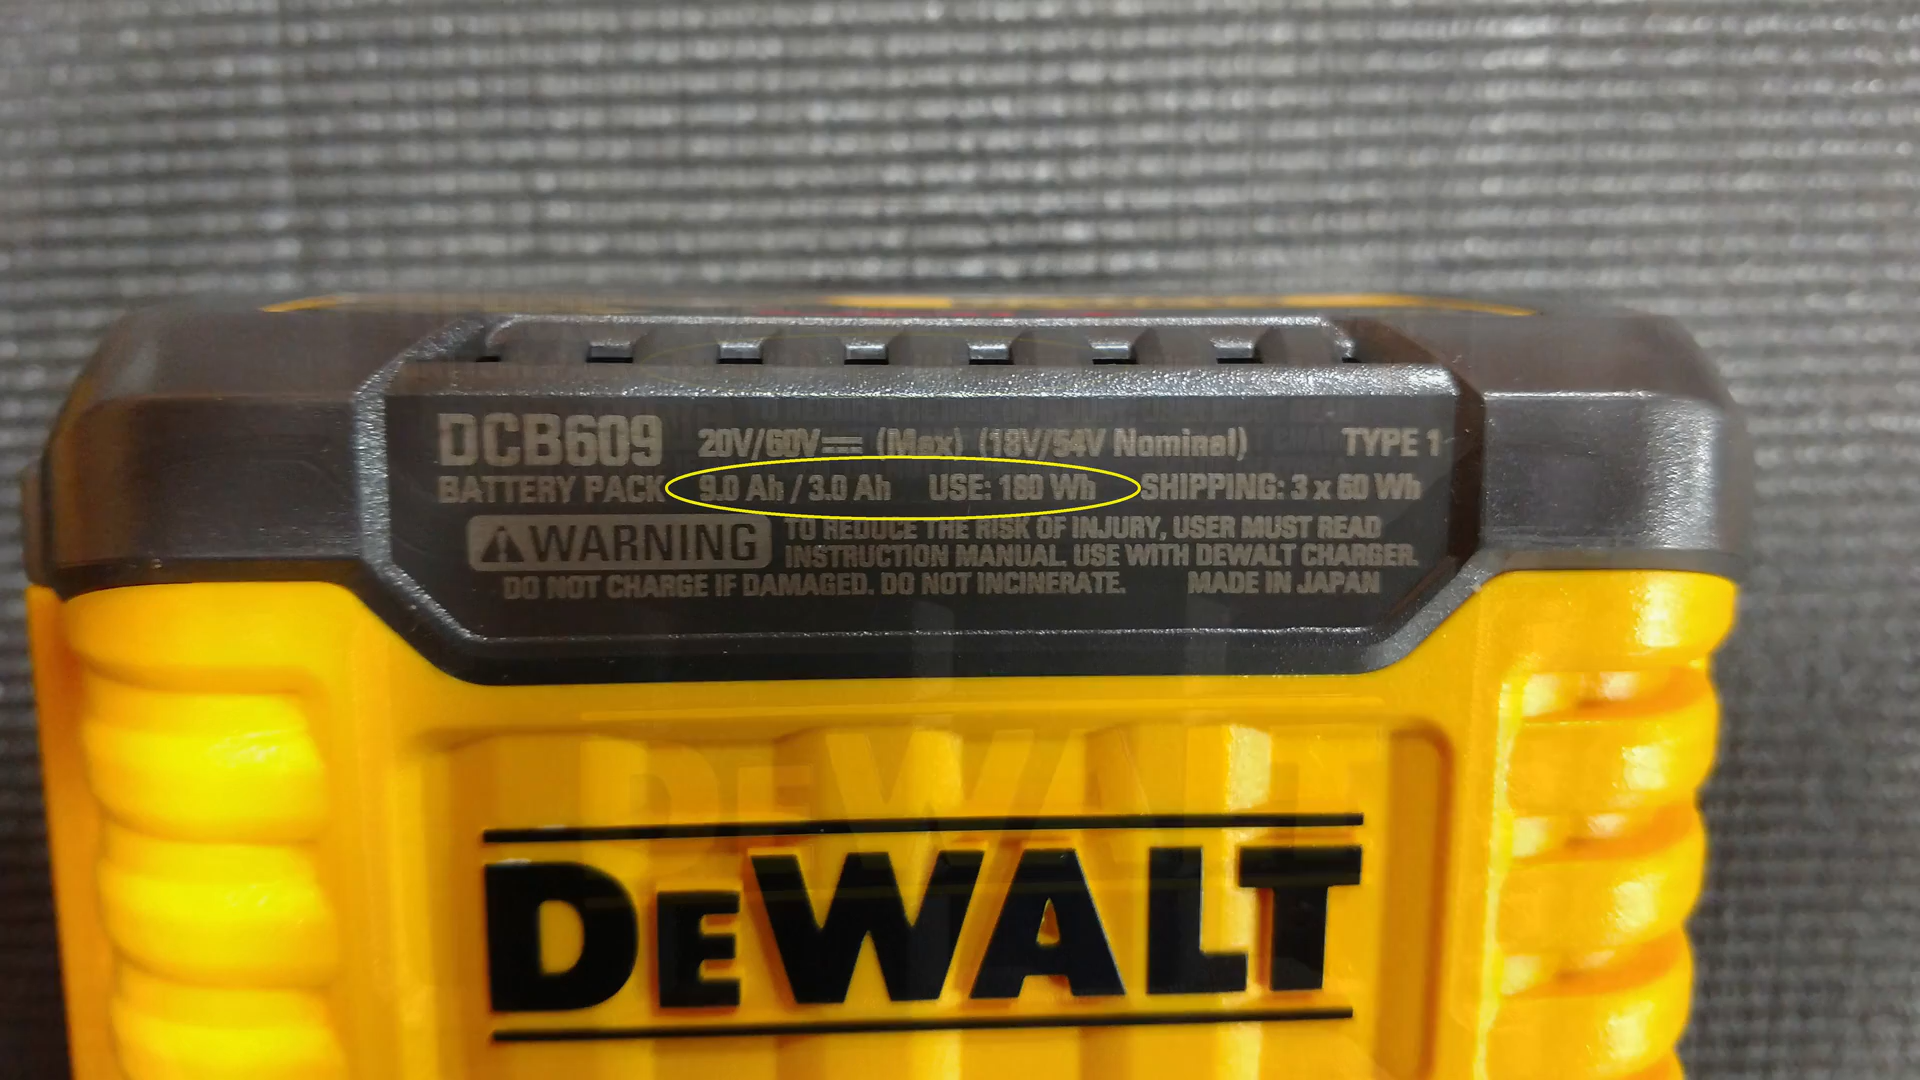 DCB609 20V/60V⎓ (Max) (18V/54V Nominal) TYPE 1
BATTERY PACK 9.0 Ah / 3.0 Ah USE: 180 Wh SHIPPING: 3 x 60 Wh
WARNING TO REDUCE THE RISK OF INJURY, USER MUST READ
INSTRUCTION MANUAL. USE WITH DEWALT CHARGER.
DO NOT CHARGE IF DAMAGED. DO NOT INCINERATE. MADE IN JAPAN
DEWALT